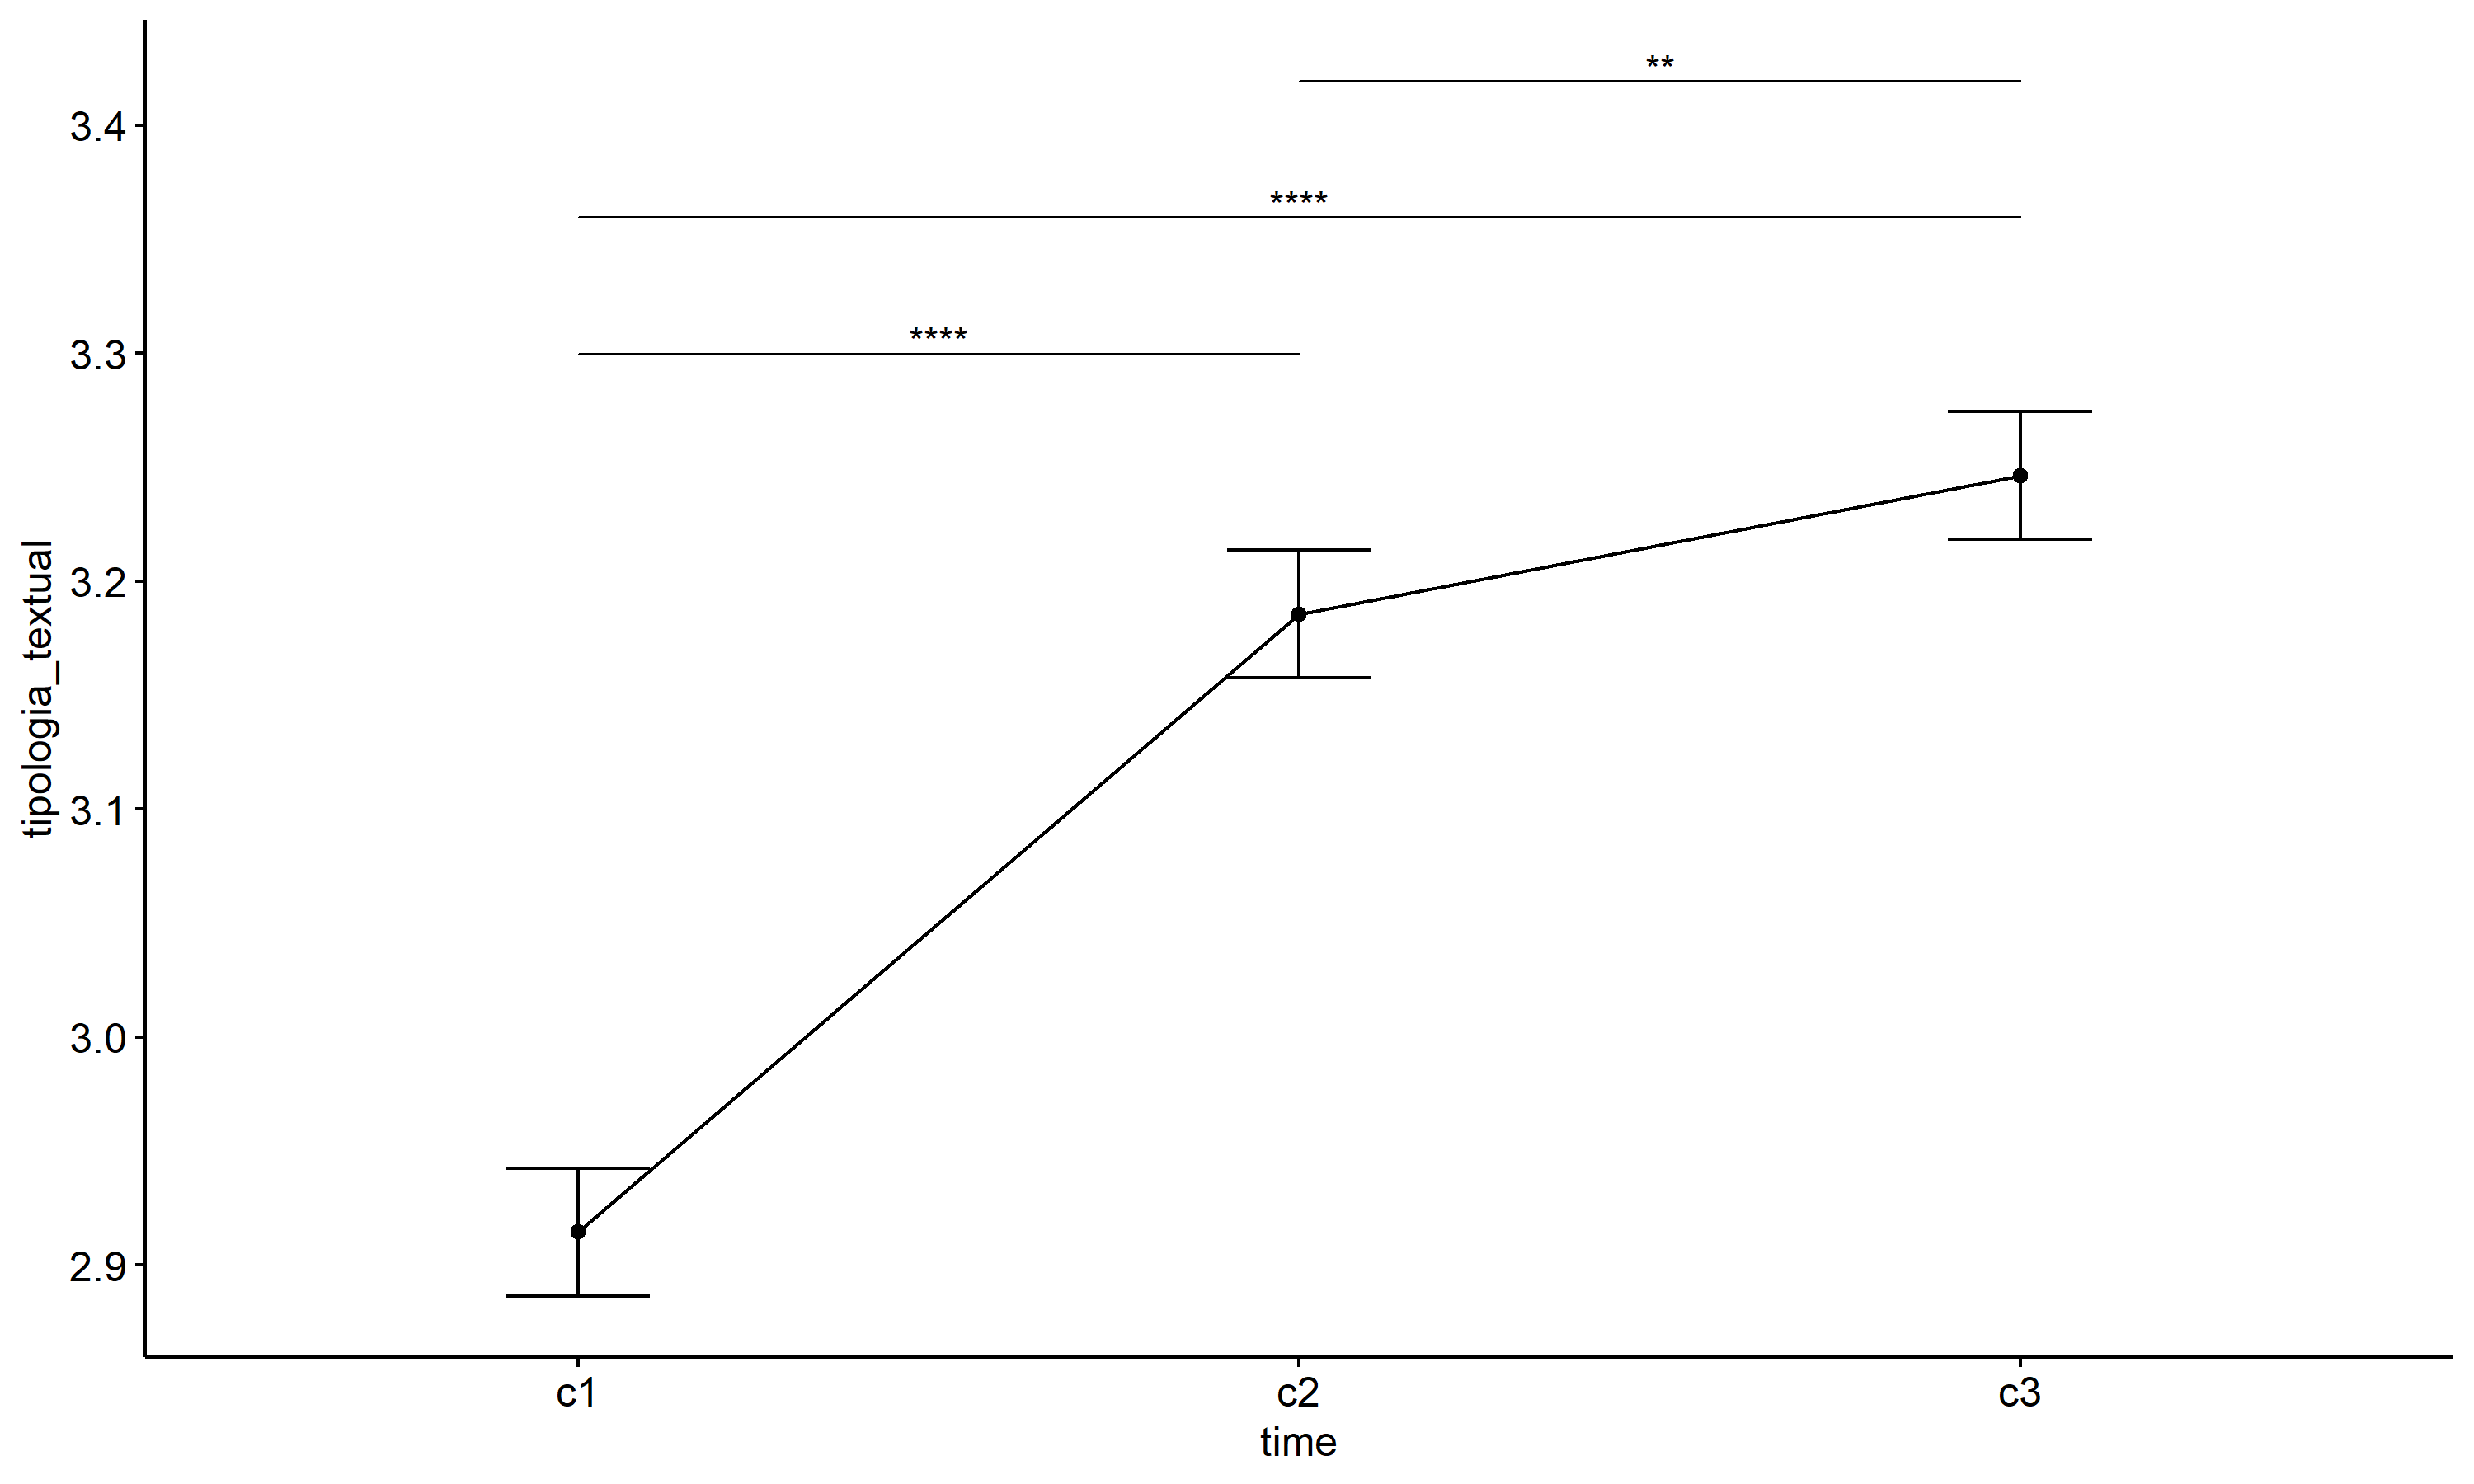 **
3.4
****
3.3
****
3.2
3.1
3.0
2.9
tipologia_textual
c1
c2
c3
time